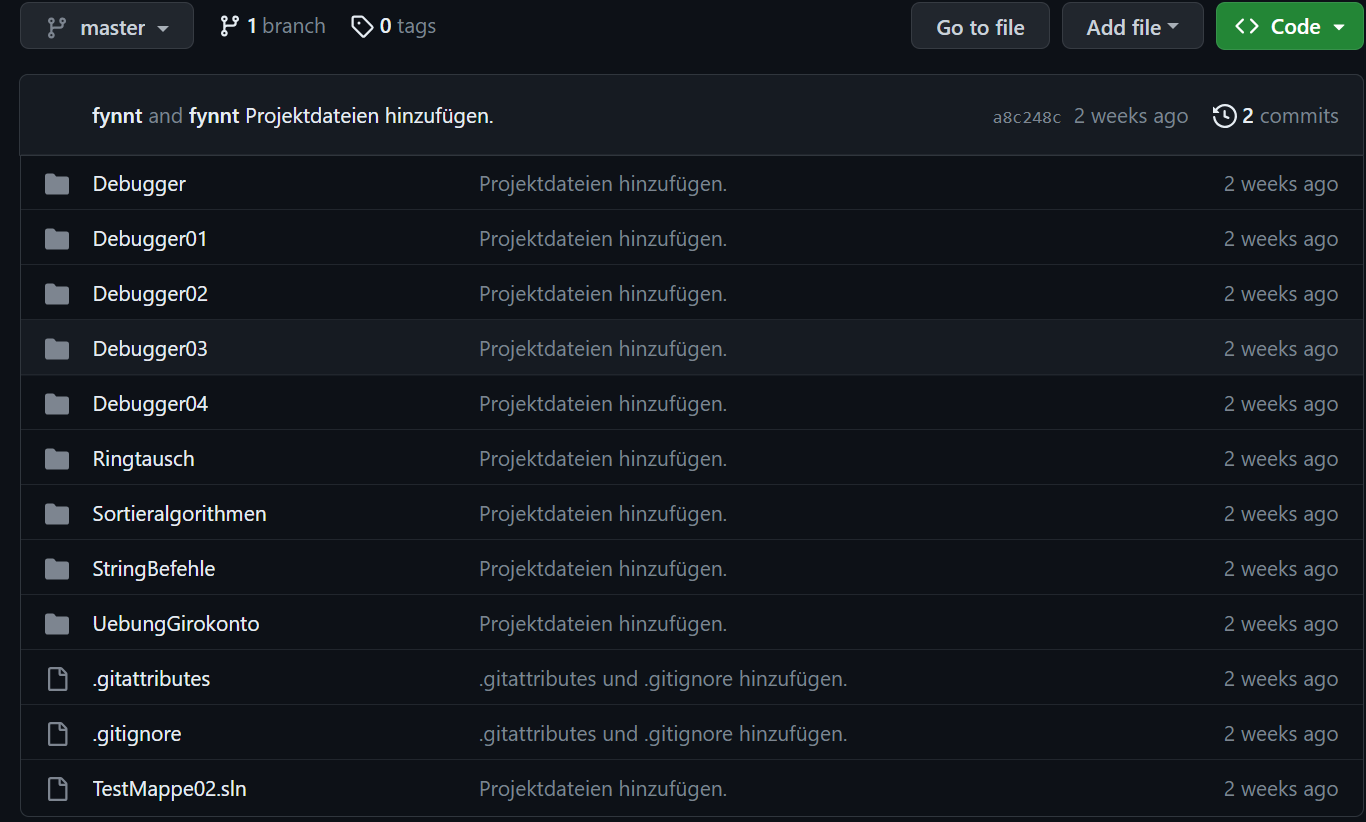 master 1 branch 0 tags Go to file Add file Code
fynnt and fynnt Projektdateien hinzufügen. a8c248c 2 weeks ago 2 commits
Debugger Projektdateien hinzufügen. 2 weeks ago
Debugger01 Projektdateien hinzufügen. 2 weeks ago
Debugger02 Projektdateien hinzufügen. 2 weeks ago
Debugger03 Projektdateien hinzufügen. 2 weeks ago
Debugger04 Projektdateien hinzufügen. 2 weeks ago
Ringtausch Projektdateien hinzufügen. 2 weeks ago
Sortieralgorithmen Projektdateien hinzufügen. 2 weeks ago
StringBefehle Projektdateien hinzufügen. 2 weeks ago
UebungGirokonto Projektdateien hinzufügen. 2 weeks ago
.gitattributes .gitattributes und .gitignore hinzufügen. 2 weeks ago
.gitignore .gitattributes und .gitignore hinzufügen. 2 weeks ago
TestMappe02.sln Projektdateien hinzufügen. 2 weeks ago